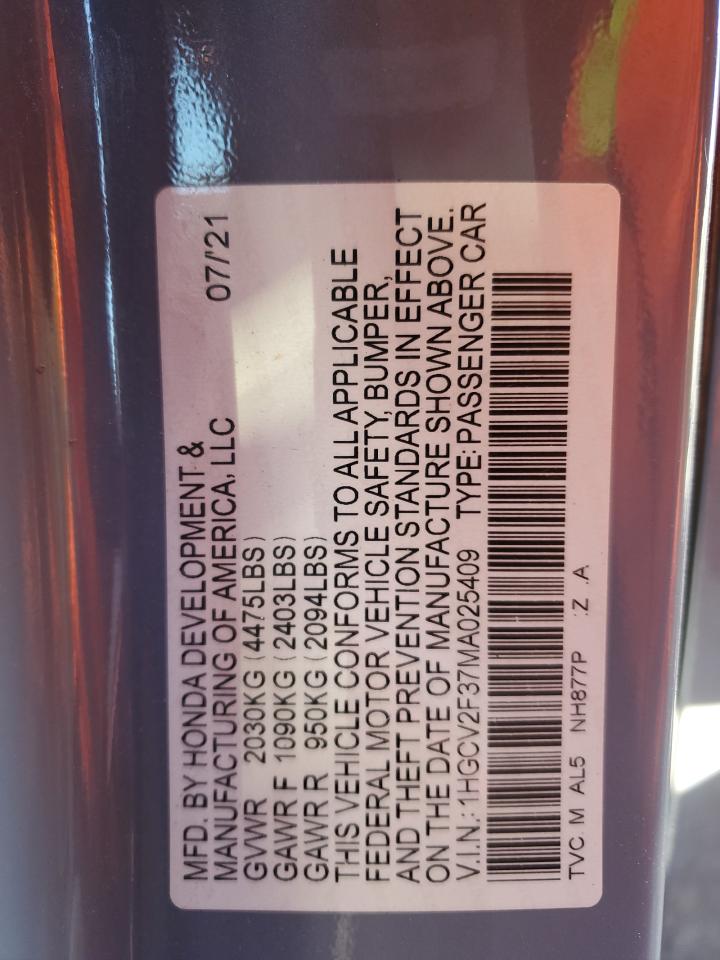 MFD. BY HONDA DEVELOPMENT &
MANUFACTURING OF AMERICA, LLC 07/'21
GVWR 2030KG (4475LBS)
GAWR F 1090KG (2403LBS)
GAWR R 950KG (2094LBS)
THIS VEHICLE CONFORMS TO ALL APPLICABLE
FEDERAL MOTOR VEHICLE SAFETY, BUMPER,
AND THEFT PREVENTION STANDARDS IN EFFECT
ON THE DATE OF MANUFACTURE SHOWN ABOVE.
V.I.N.: 1HGCV2F37MA025409 TYPE: PASSENGER CAR
TVC M AL5 NH877P :Z .A